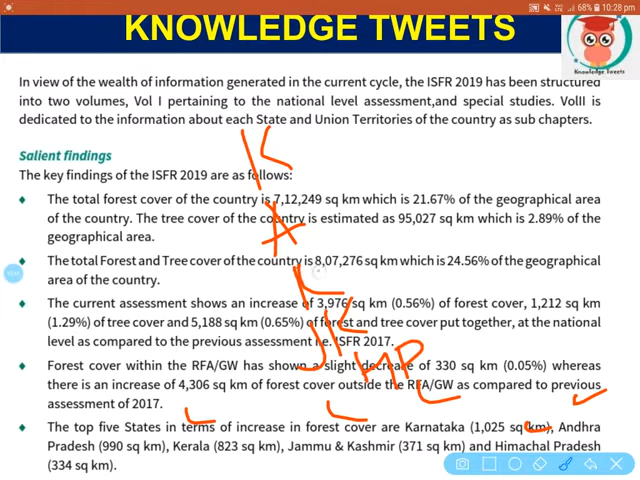 10:28 pm
68%
KNOWLEDGE TWEETS
Knowledge Tweets
In view of the wealth of information generated in the current cycle, the ISFR 2019 has been structured
into two volumes, Vol I pertaining to the national level assessment,and special studies. VolII is
dedicated to the information about each State and Union Territories of the country as sub chapters.
Salient findings
The key findings of the ISFR 2019 are as follows:
The total forest cover of the country is 7,12,249 sq km which is 21.67% of the geographical area
of the country. The tree cover of the country is estimated as 95,027 sq km which is 2.89% of the
geographical area.
The total Forest and Tree cover of the country is 8,07,276 sq km which is 24.56% of the geographical
area of the country.
The current assessment shows an increase of 3,976 sq km (0.56%) of forest cover, 1,212 sq km
(1.29%) of tree cover and 5,188 sq km (0.65%) of forest and tree cover put together, at the national
level as compared to the previous assessment i.e. ISFR 2017.
Forest cover within the RFA/GW has shown a slight decrease of 330 sq km (0.05%) whereas
there is an increase of 4,306 sq km of forest cover outside the RFA/GW as compared to previous
assessment of 2017.
The top five States in terms of increase in forest cover are Karnataka (1,025 sq km), Andhra
Pradesh (990 sq km), Kerala (823 sq km), Jammu & Kashmir (371 sq km) and Himachal Pradesh
(334 sq km).
K
A
K
JK
HP